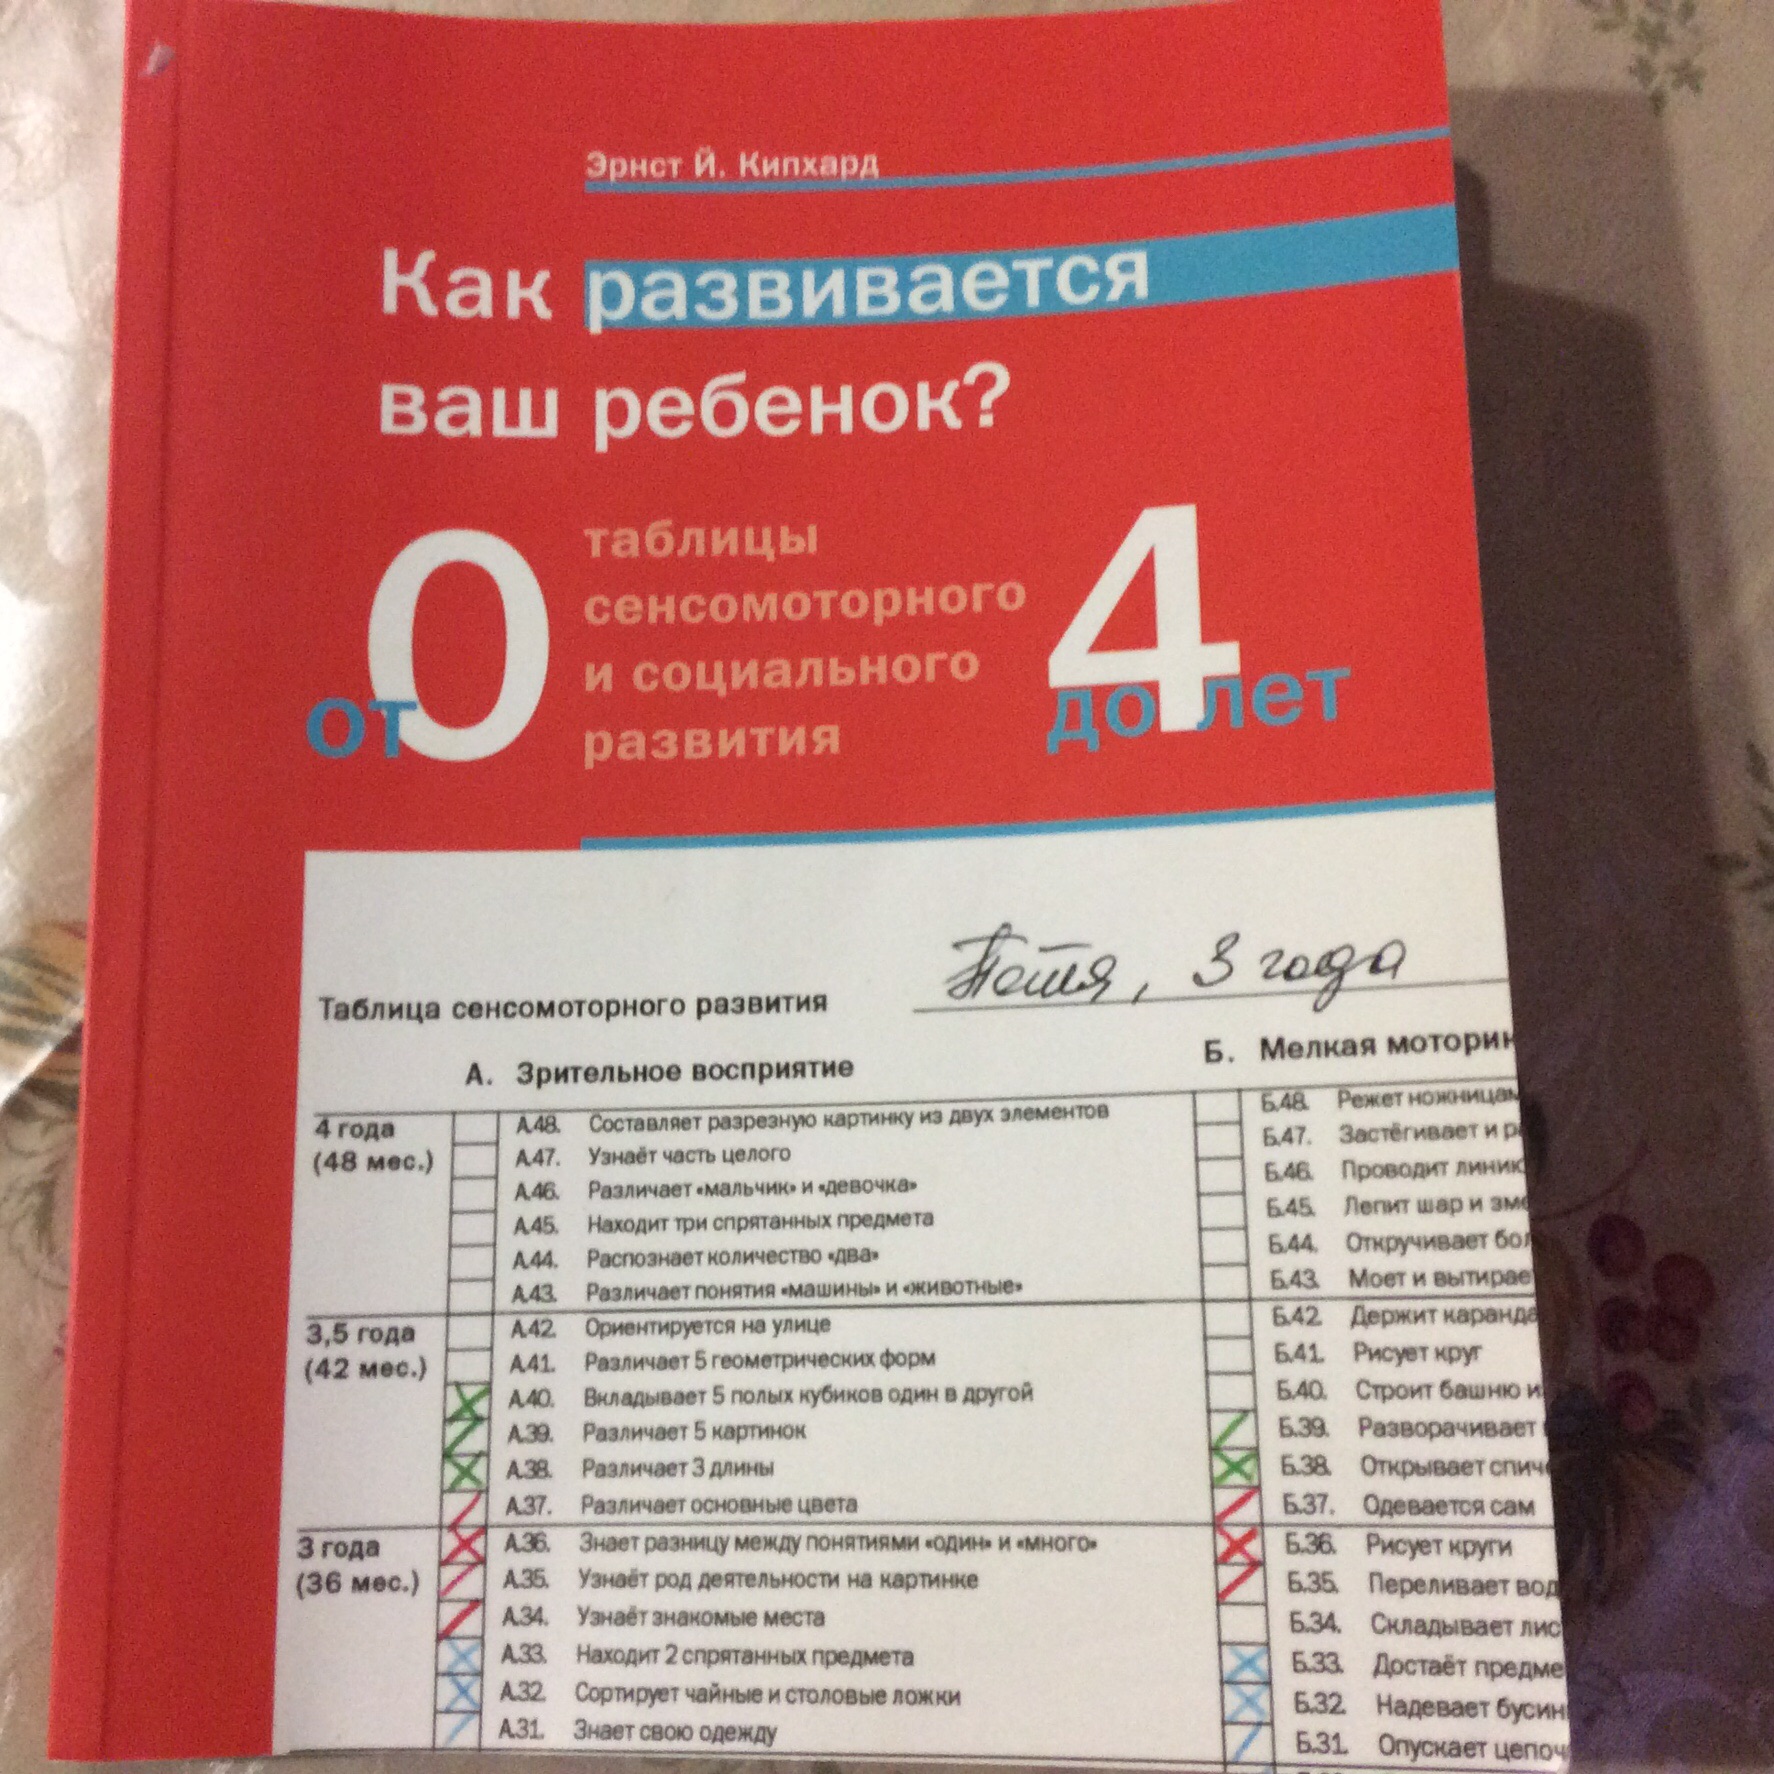 Эрнст Й. Кипхард
Как развивается
ваш ребенок?
от 0
таблицы
сенсомоторного
и социального
развития
до 4 лет
Таблица сенсомоторного развития
Петя, 3 года
А. Зрительное восприятие
Б. Мелкая моторин
4 года
(48 мес.)
А.48. Составляет разрезную картинку из двух элементов
Б.48. Режет ножницам
А.47. Узнаёт часть целого
Б.47. Застёгивает и
А.46. Различает «мальчик» и «девочка»
Б.46. Проводит линию
А.45. Находит три спрятанных предмета
Б.45. Лепит шар и зме
А.44. Распознает количество «два»
Б.44. Откручивает бол
А.43. Различает понятия «машины» и «животные»
Б.43. Моет и вытирае
3,5 года
(42 мес.)
А.42. Ориентируется на улице
Б.42. Держит каранда
А.41. Различает 5 геометрических форм
Б.41. Рисует круг
А.40. Вкладывает 5 полых кубиков один в другой
Б.40. Строит башню и
А.39. Различает 5 картинок
Б.39. Разворачивает
А.38. Различает 3 длины
Б.38. Открывает спич
А.37. Различает основные цвета
Б.37. Одевается сам
3 года
(36 мес.)
А.36. Знает разницу между понятиями «один» и «много»
Б.36. Рисует круги
А.35. Узнаёт род деятельности на картинке
Б.35. Переливает вод
А.34. Узнаёт знакомые места
Б.34. Складывает лис
А.33. Находит 2 спрятанных предмета
Б.33. Достаёт предме
А.32. Сортирует чайные и столовые ложки
Б.32. Надевает бусин
А.31. Знает свою одежду
Б.31. Опускает цепоч